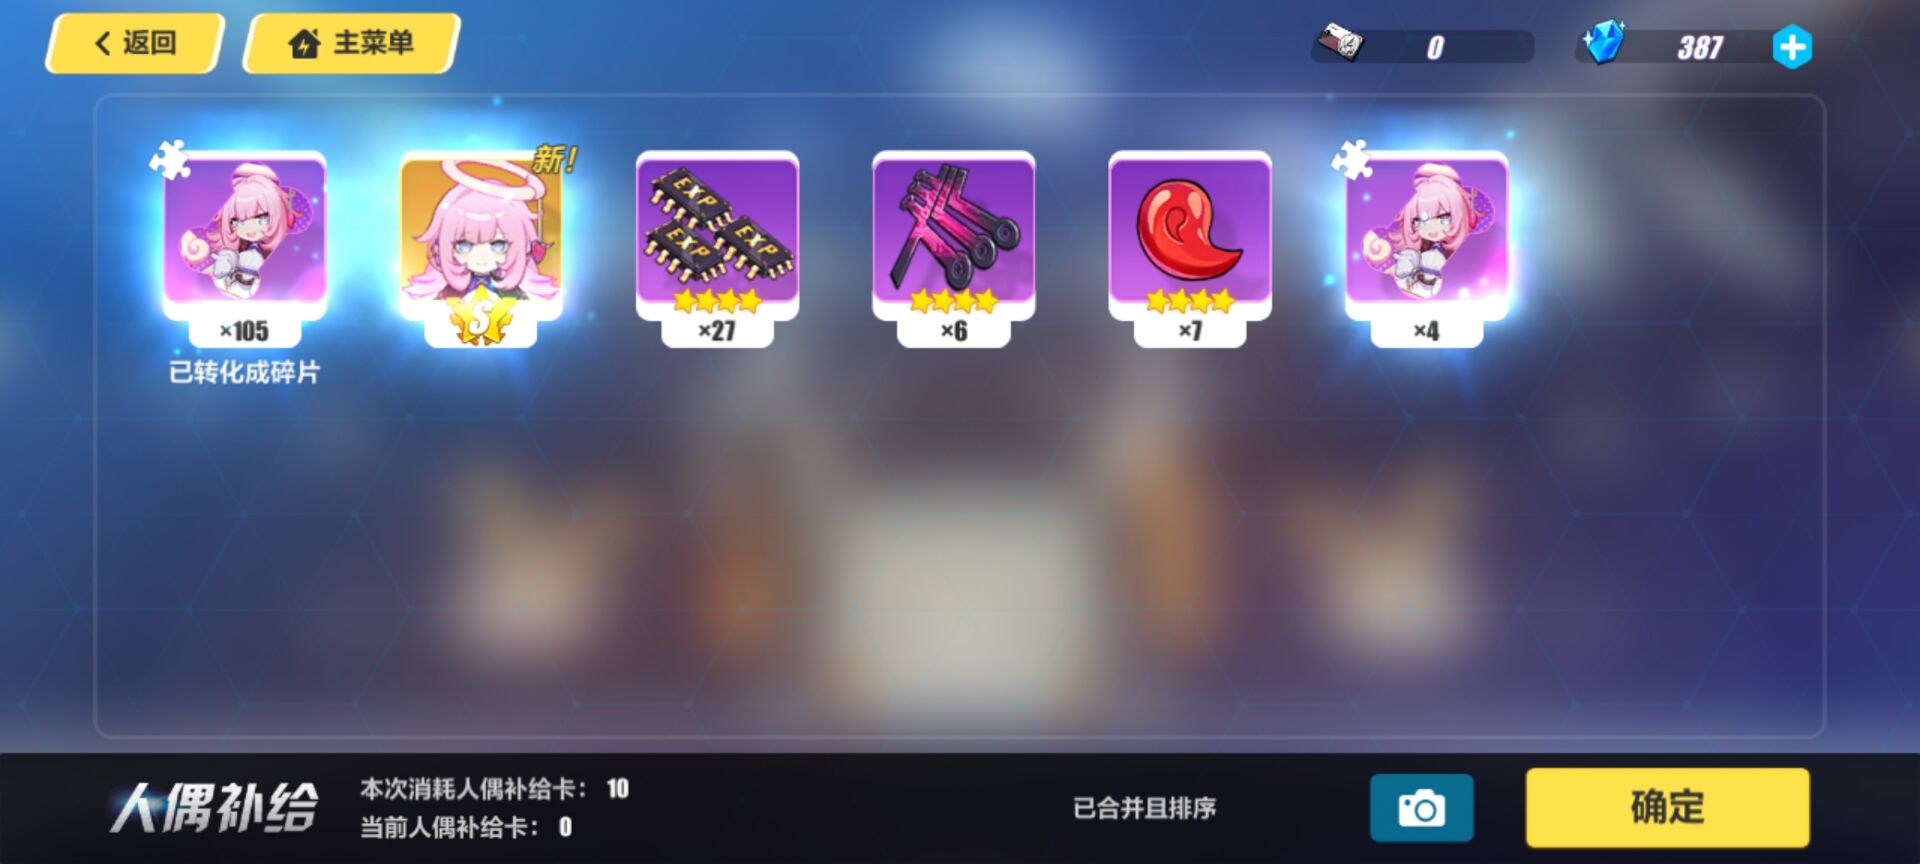 返回
主菜单
0
387
新!
EXP
EXP
EXP
S
×105
×27
×6
×7
×4
已转化成碎片
人偶补给
本次消耗人偶补给卡： 10
当前人偶补给卡： 0
已合并且排序
确定